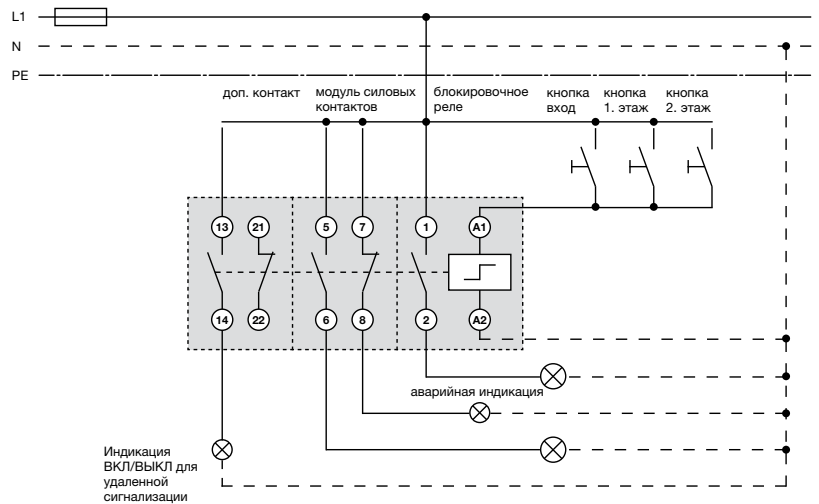 L1
N
PE
доп. контакт
модуль силовых
контактов
блокировочное
реле
кнопка
вход
кнопка
1. этаж
кнопка
2. этаж
13
21
5
7
1
A1
14
22
6
8
2
A2
аварийная индикация
Индикация
ВКЛ/ВЫКЛ для
удаленной
сигнализации